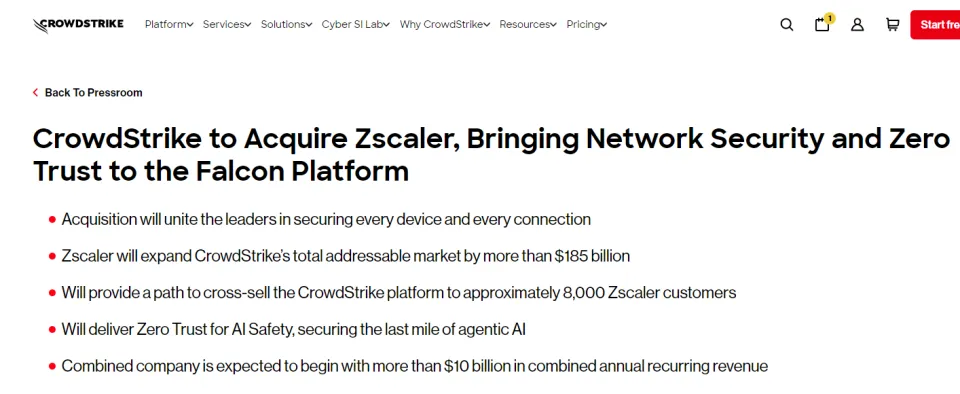 CROWDSTRIKE Platform Services Solutions Cyber SI Lab Why CrowdStrike Resources Pricing 1 Start fre
Back To Pressroom
CrowdStrike to Acquire Zscaler, Bringing Network Security and Zero
Trust to the Falcon Platform
Acquisition will unite the leaders in securing every device and every connection
Zscaler will expand CrowdStrike's total addressable market by more than $185 billion
Will provide a path to cross-sell the CrowdStrike platform to approximately 8,000 Zscaler customers
Will deliver Zero Trust for AI Safety, securing the last mile of agentic AI
Combined company is expected to begin with more than $10 billion in combined annual recurring revenue